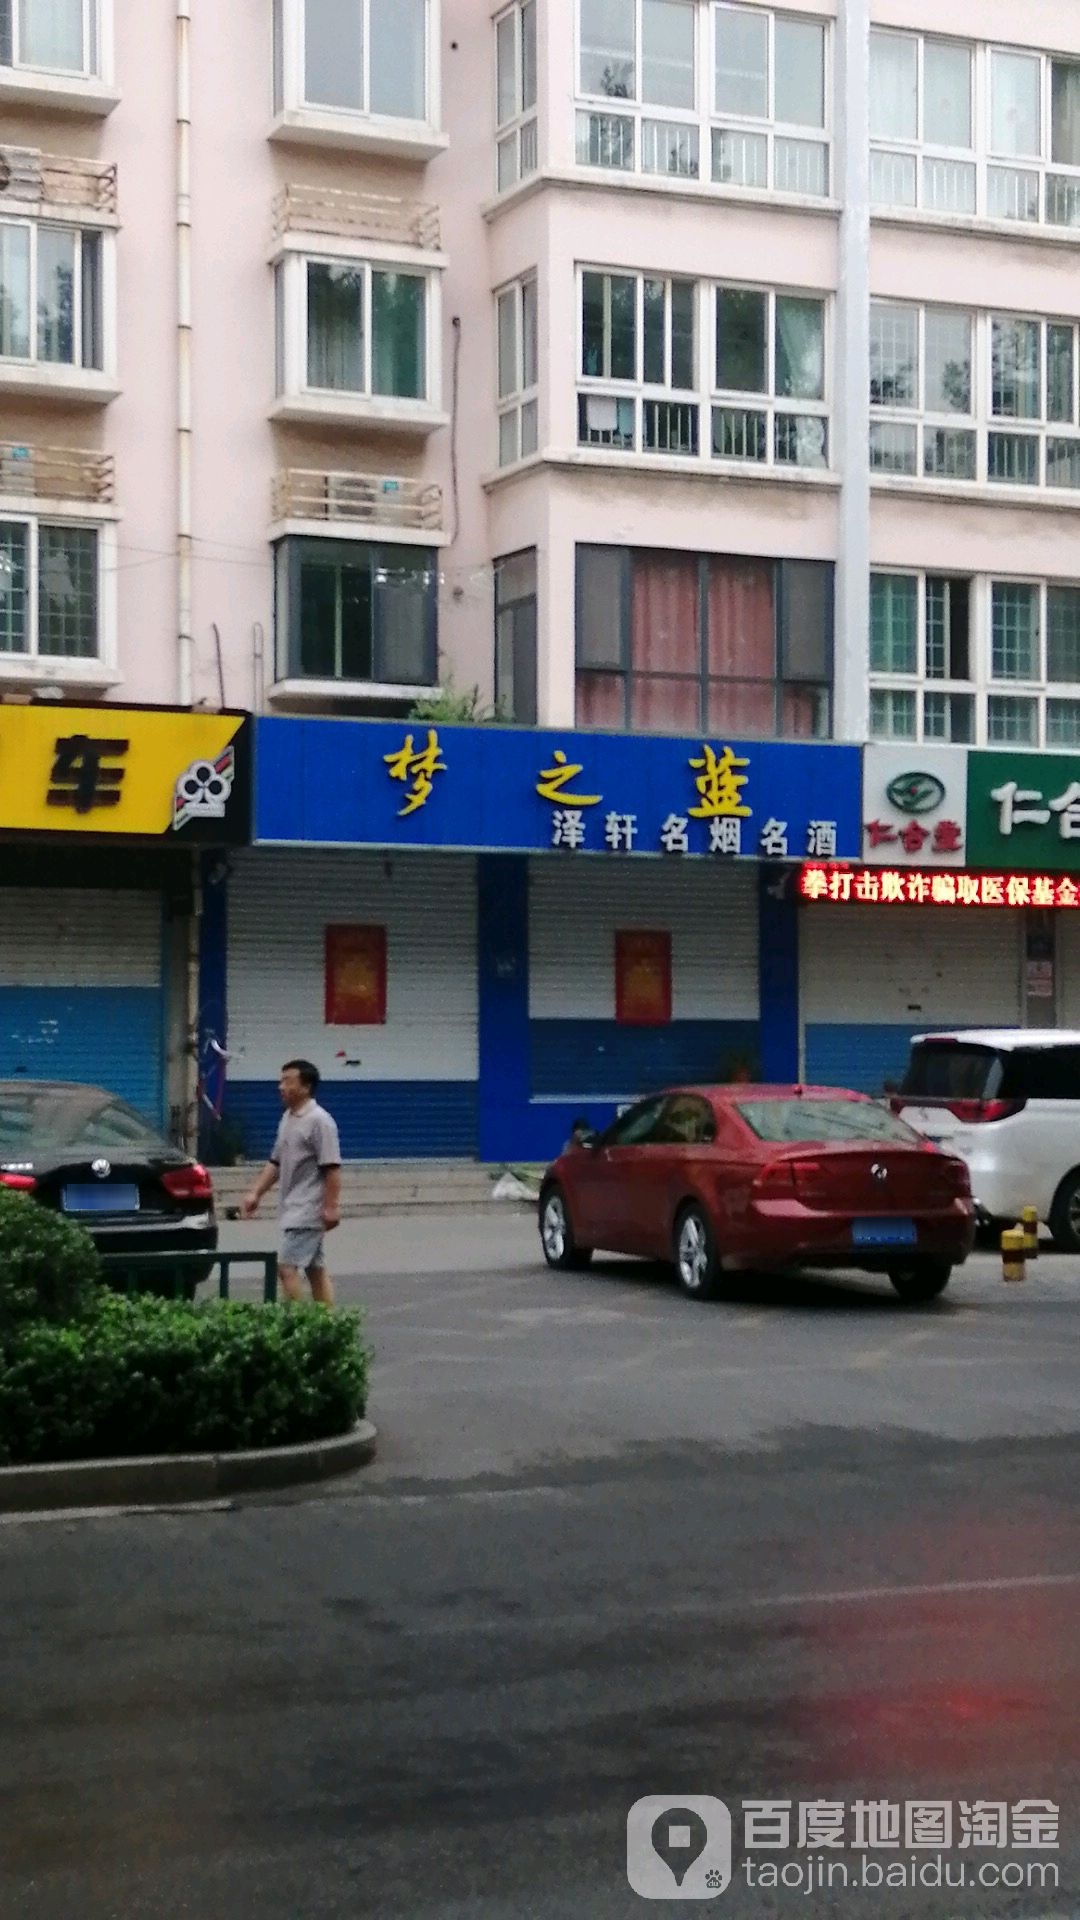 车
梦之蓝
泽轩名烟名酒
仁合堂
仁合
拳打击欺诈骗取医保基金
百度地图淘金
taojin.baidu.com